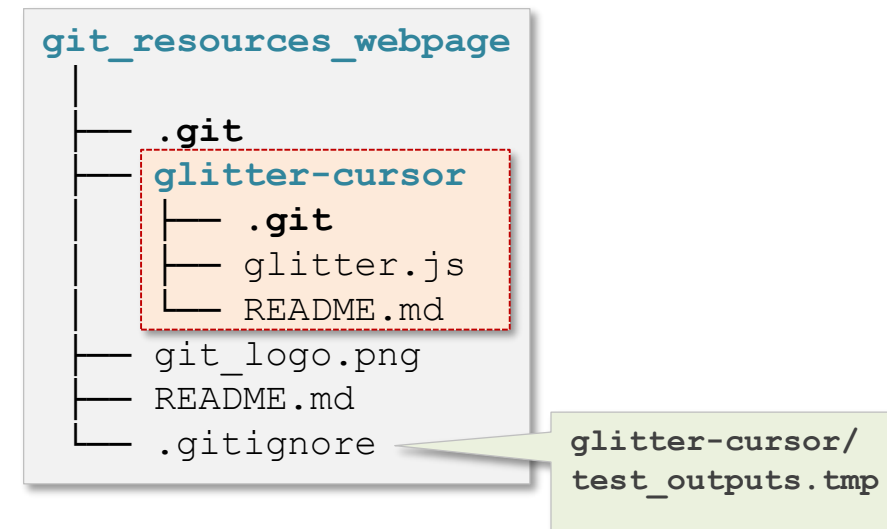 git_resources_webpage
.git
glitter-cursor
.git
glitter.js
README.md
git_logo.png
README.md
.gitignore
glitter-cursor/
test_outputs.tmp